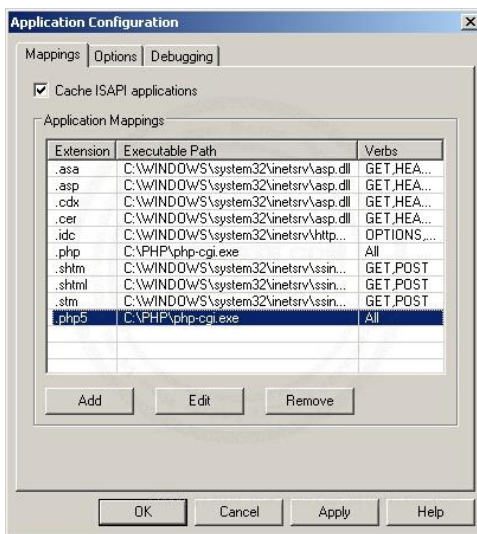 Application Configuration
Mappings Options Debugging
Cache ISAPI applications
Application Mappings
Extension Executable Path Verbs
.asa C:\WINDOWS\system32\inetsrv\asp.dll GET,HEA...
.asp C:\WINDOWS\system32\inetsrv\asp.dll GET,HEA...
.cdx C:\WINDOWS\system32\inetsrv\asp.dll GET,HEA...
.cer C:\WINDOWS\system32\inetsrv\asp.dll GET,HEA...
.idc C:\WINDOWS\system32\inetsrv\http... OPTIONS,...
.php C:\PHP\php-cgi.exe All
.shtm C:\WINDOWS\system32\inetsrv\ssin... GET,POST
.shtml C:\WINDOWS\system32\inetsrv\ssin... GET,POST
.stm C:\WINDOWS\system32\inetsrv\ssin... GET,POST
.php5 C:\PHP\php-cgi.exe All
Add Edit Remove
OK Cancel Apply Help